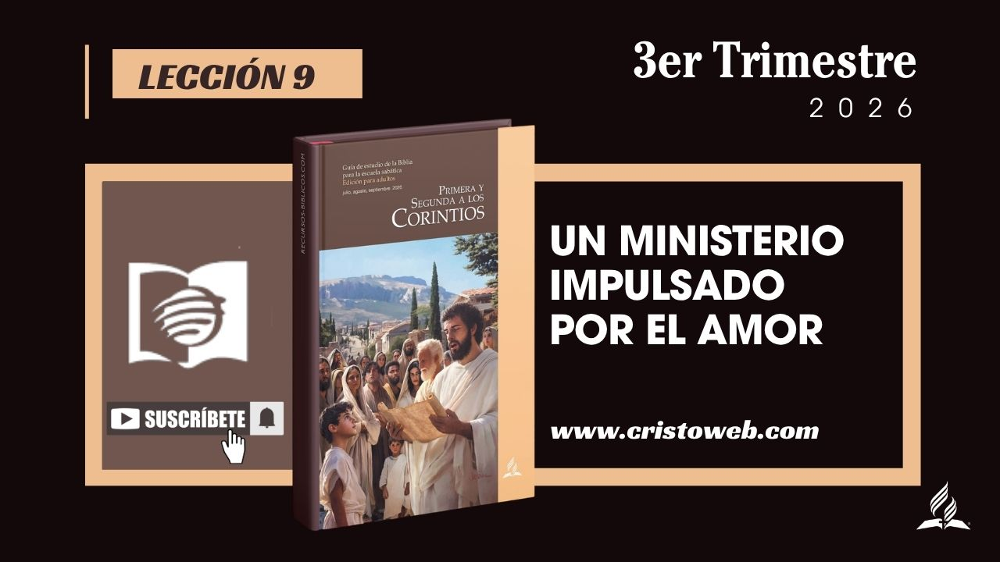 LECCIÓN 9
3er Trimestre
2026
RECURSOS-BIBLICOS.COM
Guía de estudio de la Biblia
para la escuela sabática
Edición para adultos
julio, agosto, septiembre 2026
PRIMERA Y
SEGUNDA A LOS
CORINTIOS
UN MINISTERIO
IMPULSADO
POR EL AMOR
SUSCRÍBETE
www.cristoweb.com